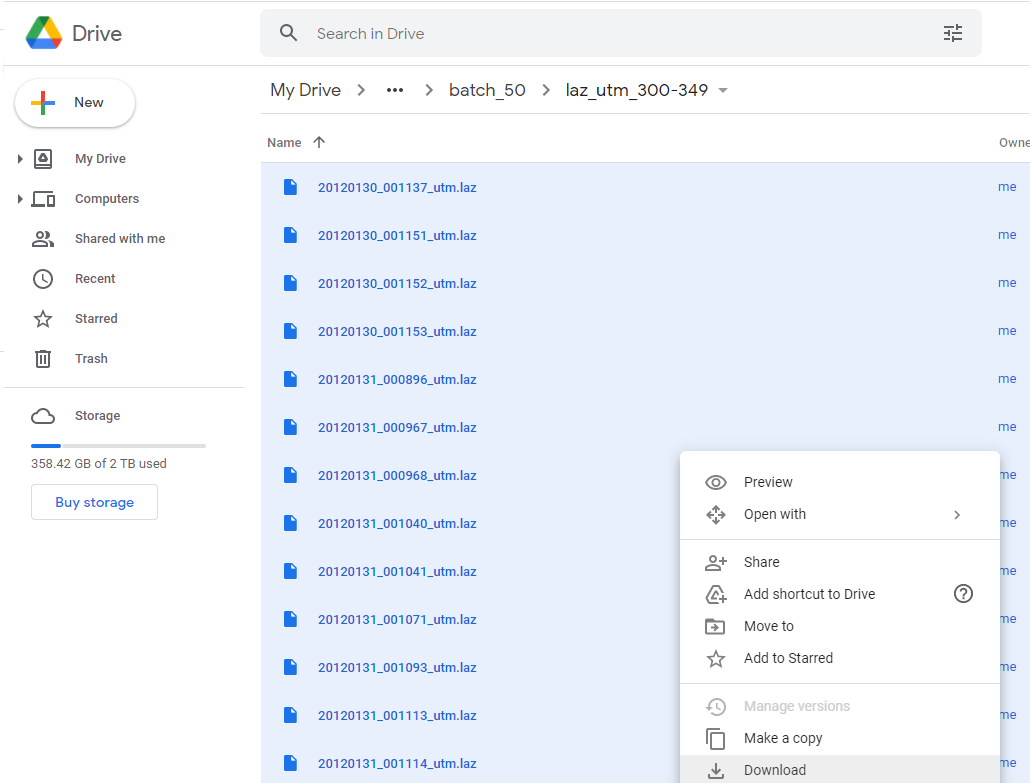 Drive
Search in Drive
New
My Drive
Computers
Shared with me
Recent
Starred
Trash
Storage
358.42 GB of 2 TB used
Buy storage
My Drive > ... > batch_50 > laz_utm_300-349
Name Owne
20120130_001137_utm.laz me
20120130_001151_utm.laz me
20120130_001152_utm.laz me
20120130_001153_utm.laz me
20120131_000896_utm.laz me
20120131_000967_utm.laz me
20120131_000968_utm.laz me
20120131_001040_utm.laz me
20120131_001041_utm.laz me
20120131_001071_utm.laz me
20120131_001093_utm.laz me
20120131_001113_utm.laz me
20120131_001114_utm.laz me
Preview
Open with
Share
Add shortcut to Drive
Move to
Add to Starred
Manage versions
Make a copy
Download